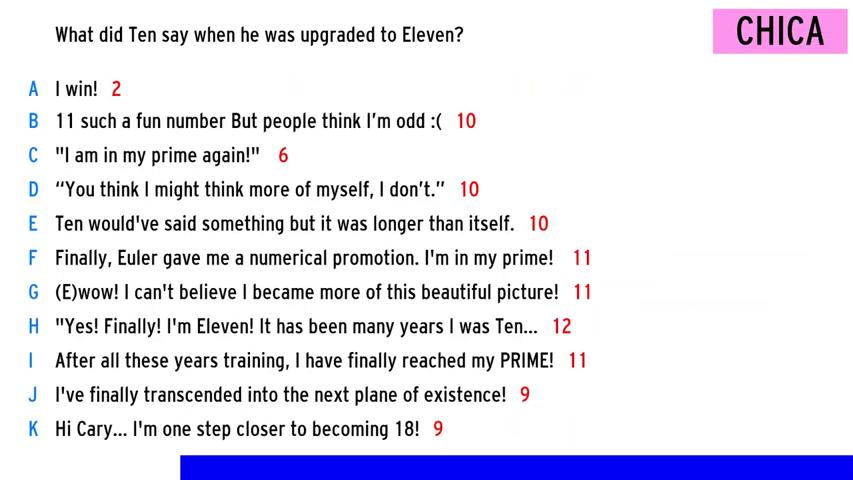 What did Ten say when he was upgraded to Eleven?
CHICA
A I win! 2
B 11 such a fun number But people think I'm odd :( 10
C "I am in my prime again!" 6
D “You think I might think more of myself, I don't.” 10
E Ten would've said something but it was longer than itself. 10
F Finally, Euler gave me a numerical promotion. I'm in my prime! 11
G (E)wow! I can't believe I became more of this beautiful picture! 11
H "Yes! Finally! I'm Eleven! It has been many years I was Ten... 12
I After all these years training, I have finally reached my PRIME! 11
J I've finally transcended into the next plane of existence! 9
K Hi Cary... I'm one step closer to becoming 18! 9